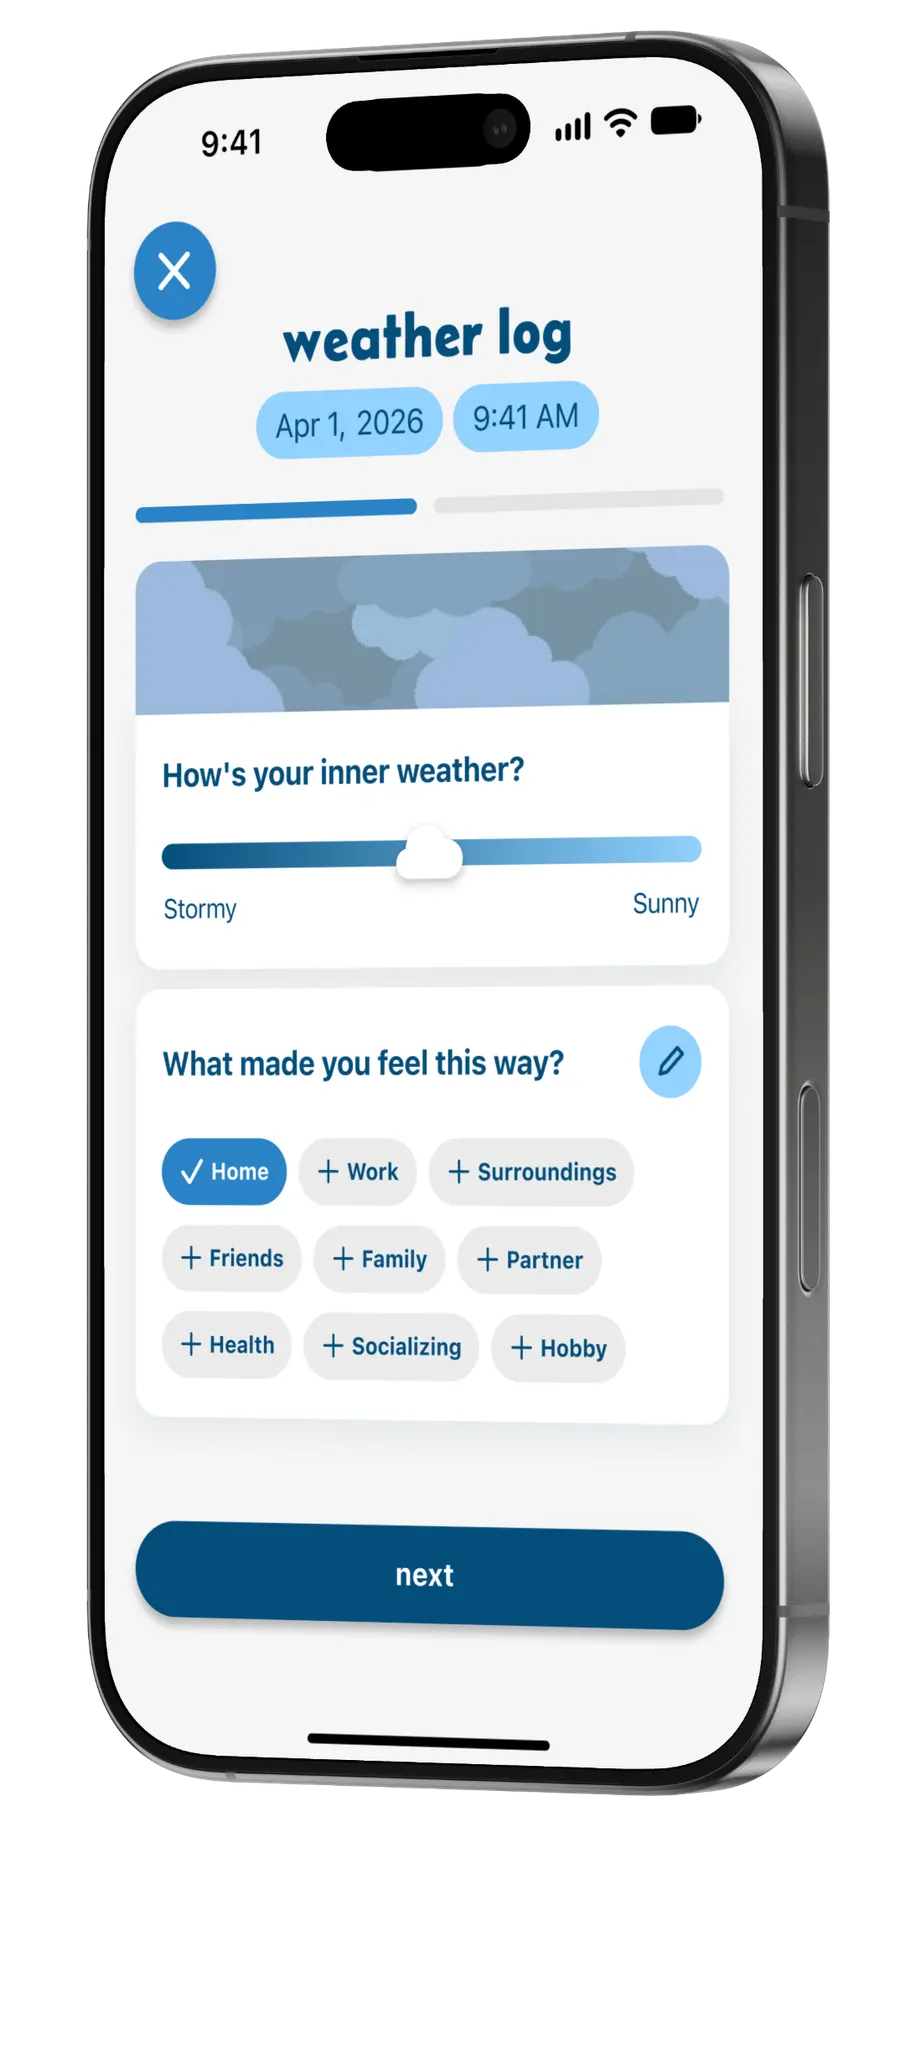 9:41
weather log
Apr 1, 2026 9:41 AM
How's your inner weather?
Stormy Sunny
What made you feel this way?
Home Work Surroundings
Friends Family Partner
Health Socializing Hobby
next